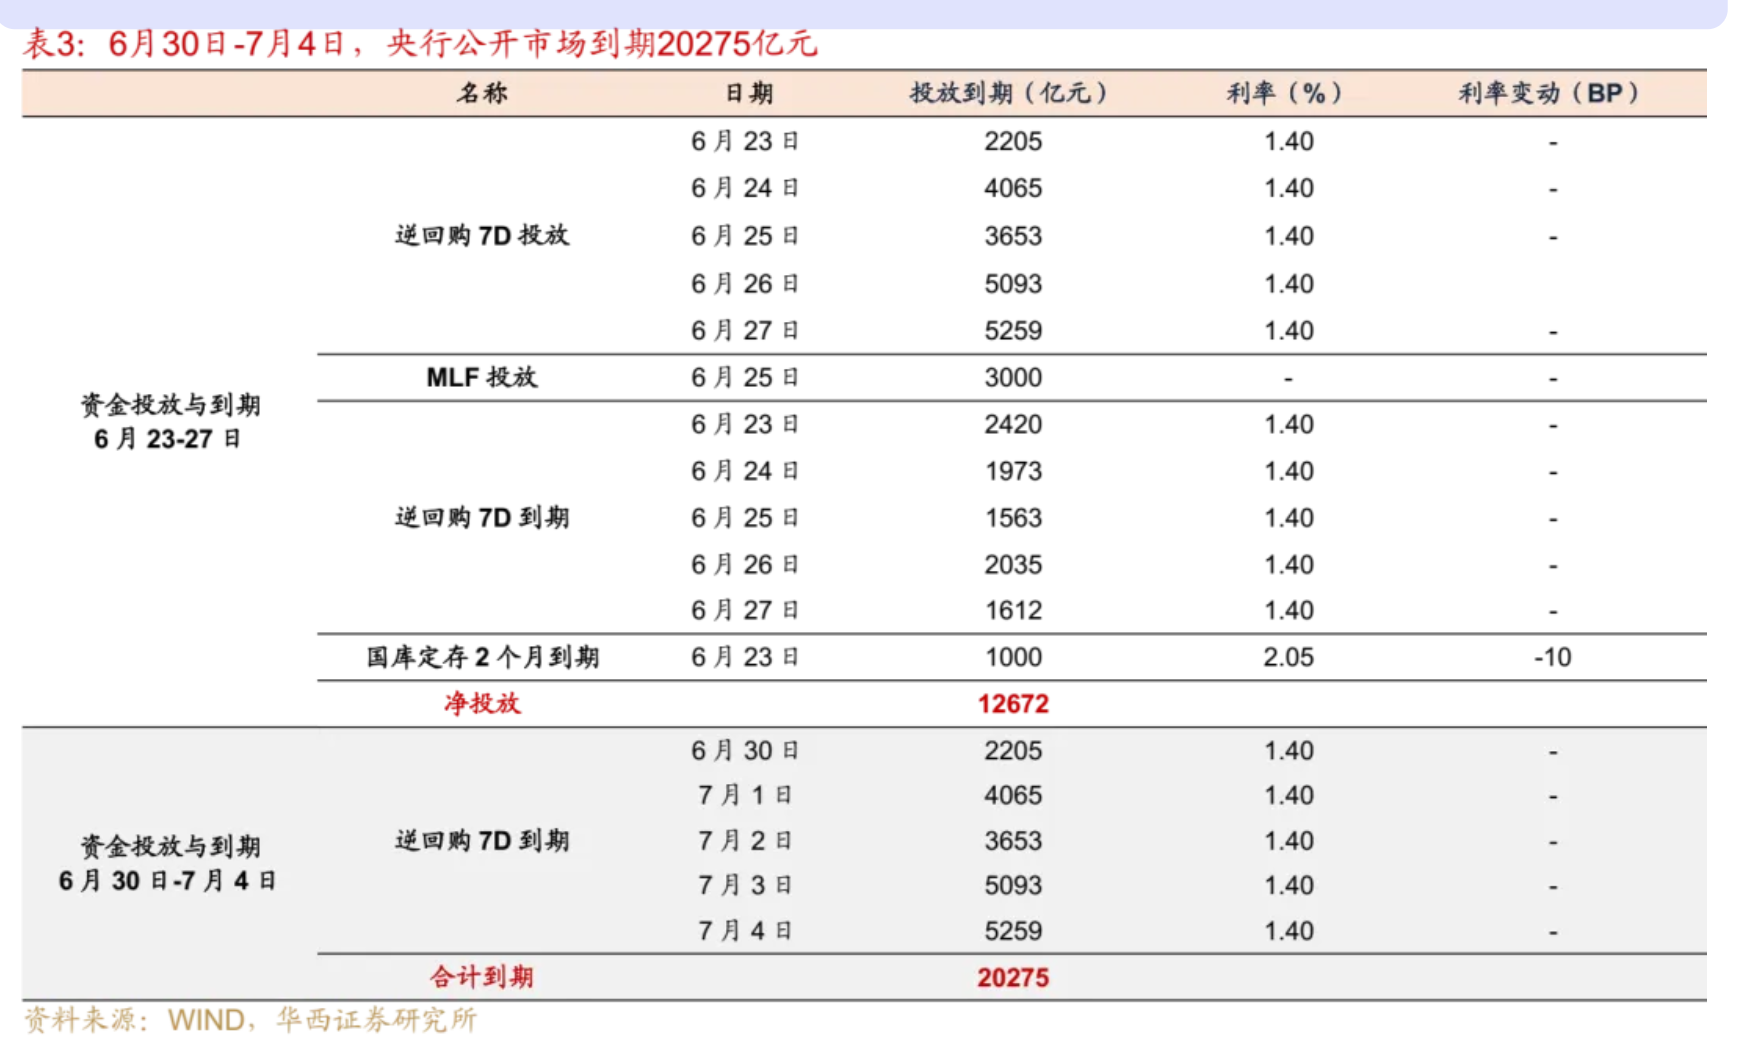 表3：6月30日-7月4日，央行公开市场到期20275亿元
名称 日期 投放到期（亿元） 利率（%） 利率变动（BP）
6月23日 2205 1.40 -
6月24日 4065 1.40 -
逆回购7D投放 6月25日 3653 1.40 -
6月26日 5093 1.40
6月27日 5259 1.40 -
MLF投放 6月25日 3000 - -
资金投放与到期
6月23-27日
6月23日 2420 1.40 -
6月24日 1973 1.40 -
逆回购7D到期 6月25日 1563 1.40 -
6月26日 2035 1.40 -
6月27日 1612 1.40 -
国库定存2个月到期 6月23日 1000 2.05 -10
净投放 12672
6月30日 2205 1.40 -
7月1日 4065 1.40 -
资金投放与到期
6月30日-7月4日
逆回购7D到期 7月2日 3653 1.40 -
7月3日 5093 1.40 -
7月4日 5259 1.40 -
合计到期 20275
资料来源：WIND，华西证券研究所